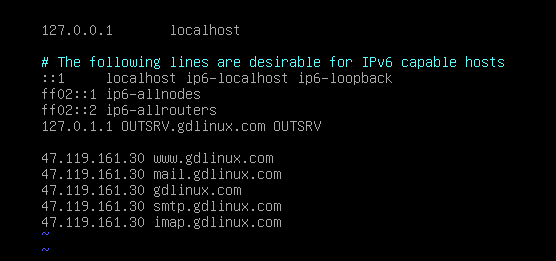 127.0.0.1       localhost
# The following lines are desirable for IPv6 capable hosts
::1     localhost ip6-localhost ip6-loopback
ff02::1 ip6-allnodes
ff02::2 ip6-allrouters
127.0.1.1 OUTSRV.gdlinux.com OUTSRV
47.119.161.30 www.gdlinux.com
47.119.161.30 mail.gdlinux.com
47.119.161.30 gdlinux.com
47.119.161.30 smtp.gdlinux.com
47.119.161.30 imap.gdlinux.com
~
~